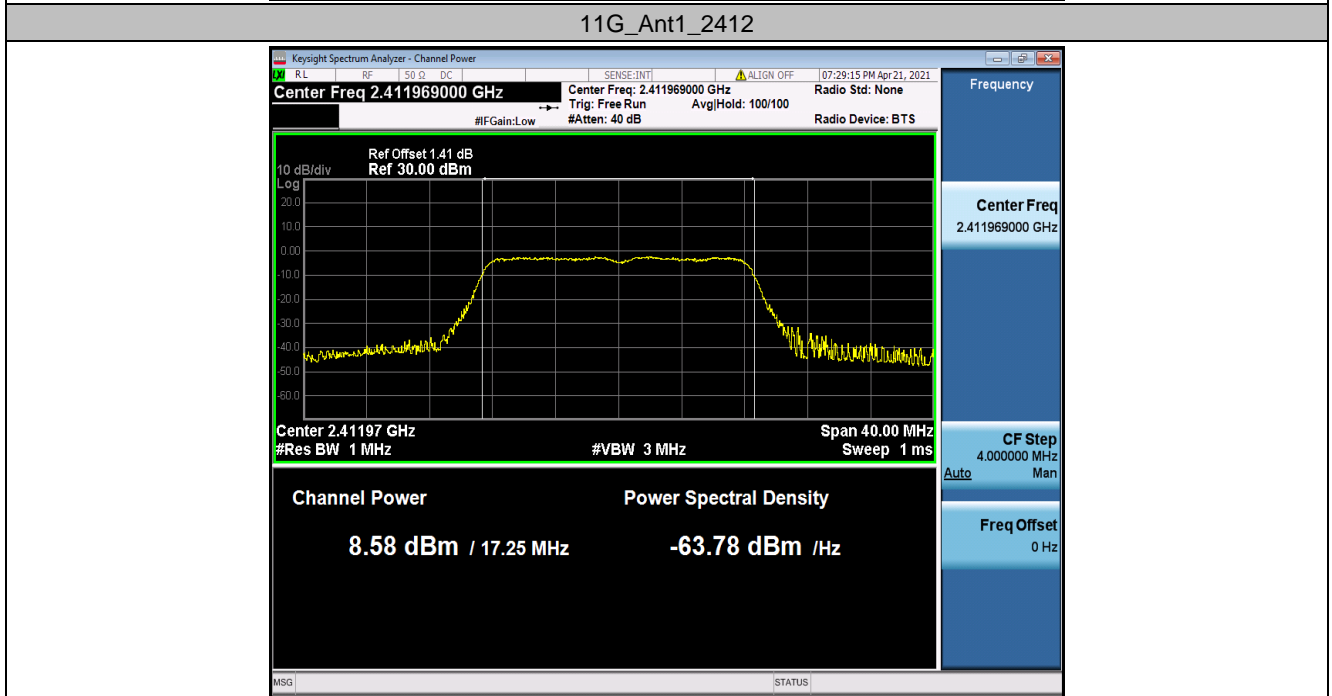 11G_Ant1_2412
Keysight Spectrum Analyzer - Channel Power
LXI RL RF 50 Ω DC SENSE:INT ALIGN OFF 07:29:15 PM Apr 21, 2021
Center Freq 2.411969000 GHz
Center Freq: 2.411969000 GHz Radio Std: None
Trig: Free Run Avg|Hold: 100/100
#IFGain:Low #Atten: 40 dB Radio Device: BTS
Ref Offset 1.41 dB
10 dB/div Ref 30.00 dBm
Log
20.0
10.0
0.00
-10.0
-20.0
-30.0
-40.0
-50.0
-60.0
Center 2.41197 GHz Span 40.00 MHz
#Res BW 1 MHz #VBW 3 MHz Sweep 1 ms
Channel Power Power Spectral Density
8.58 dBm / 17.25 MHz -63.78 dBm /Hz
MSG STATUS
Frequency
Center Freq
2.411969000 GHz
CF Step
4.000000 MHz
Auto Man
Freq Offset
0 Hz